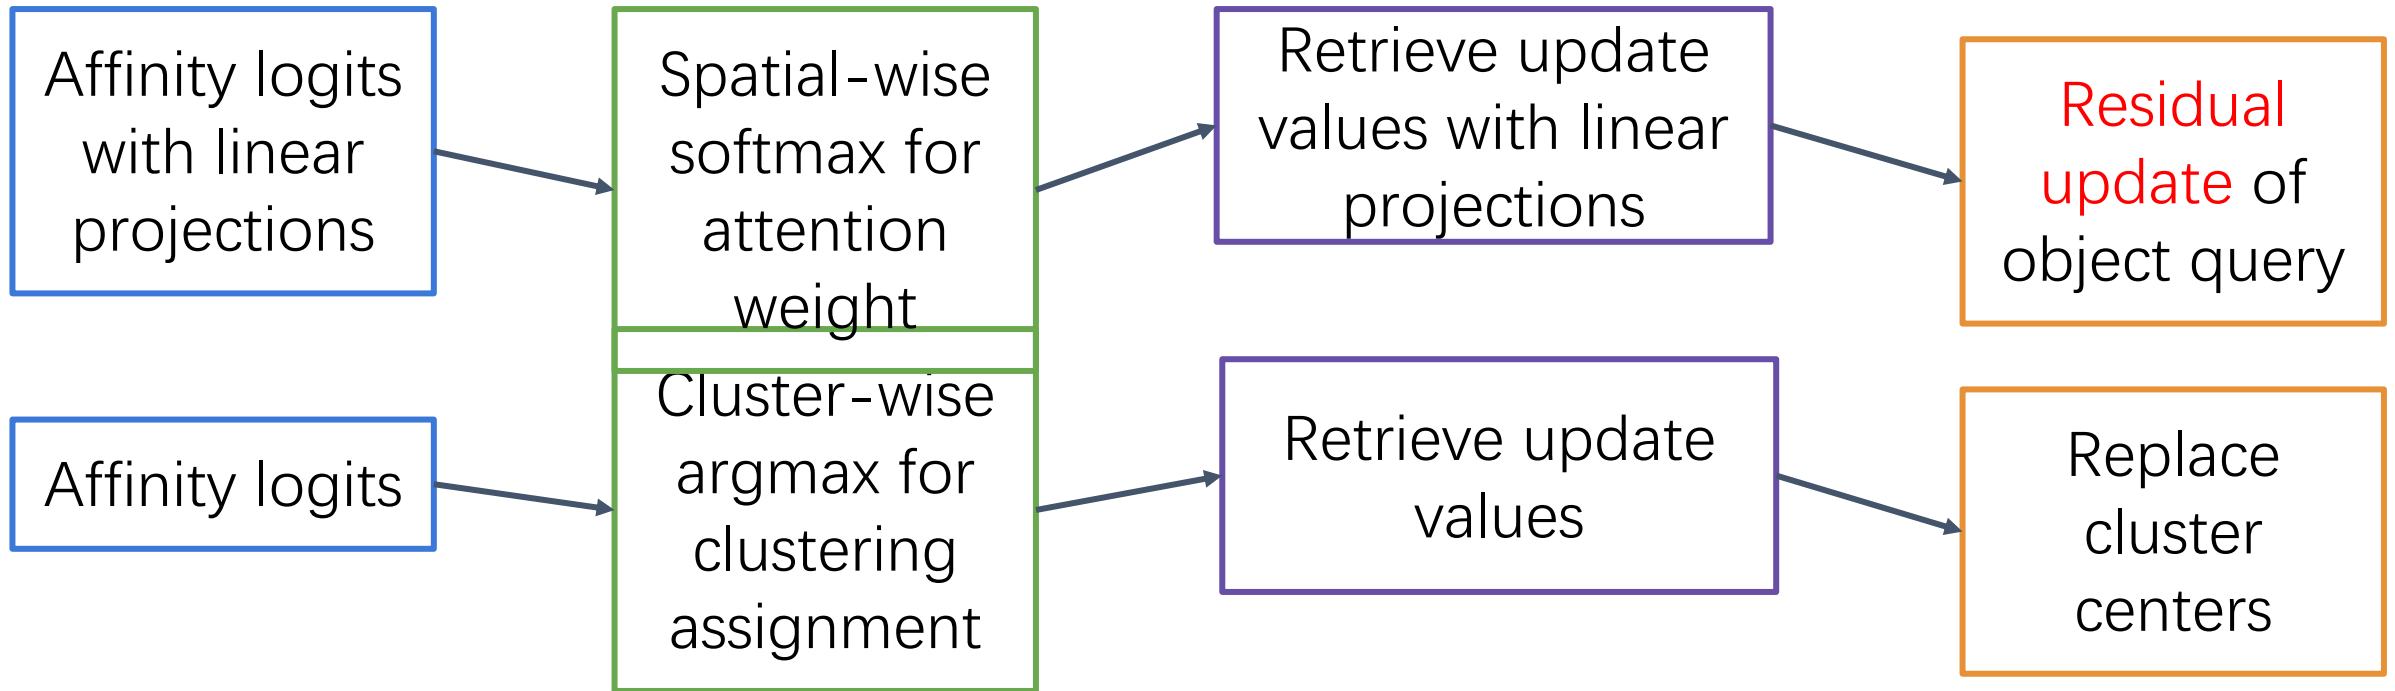 Affinity logits
with linear
projections
Spatial-wise
softmax for
attention
weight
Retrieve update
values with linear
projections
Residual
update of
object query
Affinity logits
Cluster-wise
argmax for
clustering
assignment
Retrieve update
values
Replace
cluster
centers